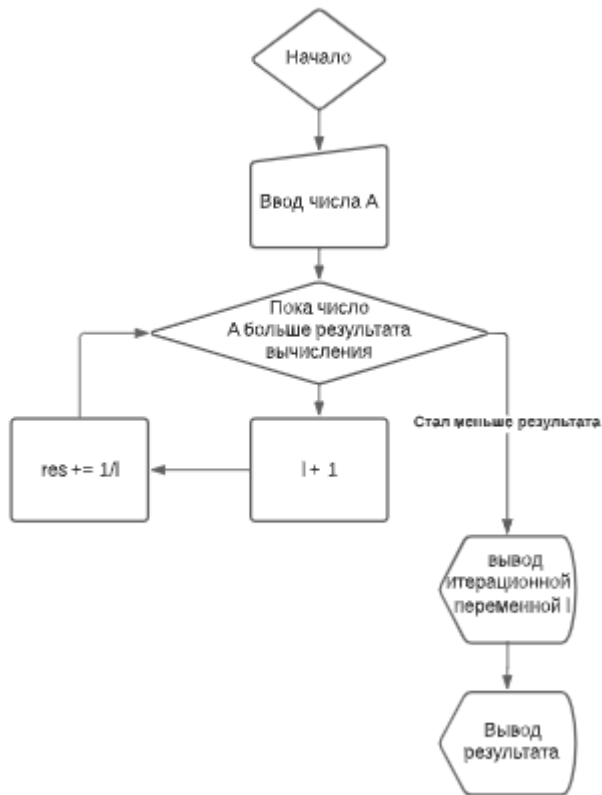 Начало
Ввод числа А
Пока число
А больше результата
вычисления
Стал меньше результата
res += 1/I
I + 1
вывод
итерационной
переменной I
Вывод
результата